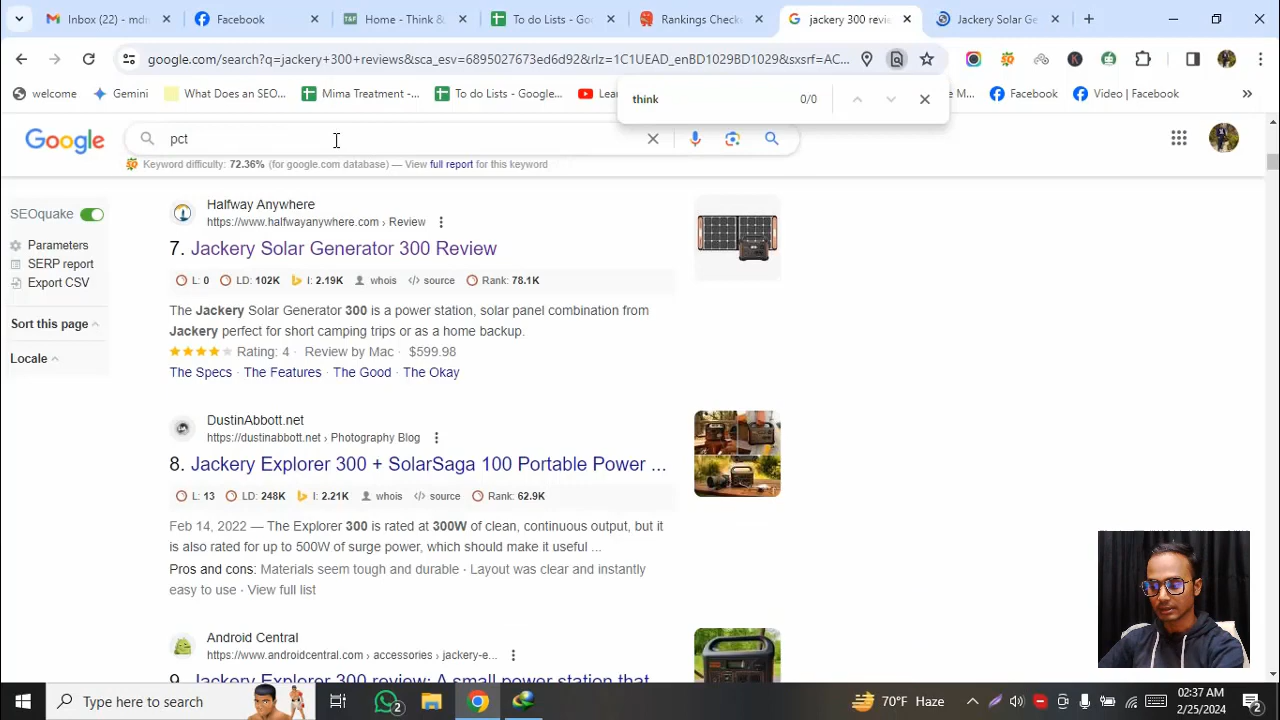 Inbox (22) - mdn
Facebook
Home - Think &
To do Lists - Goo
Rankings Check
jackery 300 revi
Jackery Solar Ge
google.com/search?q=jackery+300+reviews&sca_esv=6895027673ed6d92&rlz=1C1UEAD_enBD1029BD1029&sxsrf=AC...
welcome
Gemini
What Does an SEO...
Mima Treatment -...
To do Lists - Googl...
Lea
think
0/0
e M...
Facebook
Video | Facebook
Google
pct
Keyword difficulty: 72.36% (for google.com database) — View full report for this keyword
SEOquake
Parameters
SERP report
Export CSV
Sort this page
Locale
Halfway Anywhere
https://www.halfwayanywhere.com › Review
7. Jackery Solar Generator 300 Review
L: 0 LD: 102K I: 2.19K whois source Rank: 78.1K
The Jackery Solar Generator 300 is a power station, solar panel combination from
Jackery perfect for short camping trips or as a home backup.
Rating: 4 · Review by Mac · $599.98
The Specs · The Features · The Good · The Okay
DustinAbbott.net
https://dustinabbott.net › Photography Blog
8. Jackery Explorer 300 + SolarSaga 100 Portable Power ...
L: 13 LD: 248K I: 2.21K whois source Rank: 62.9K
Feb 14, 2022 — The Explorer 300 is rated at 300W of clean, continuous output, but it
is also rated for up to 500W of surge power, which should make it useful ...
Pros and cons: Materials seem tough and durable · Layout was clear and instantly
easy to use · View full list
Android Central
https://www.androidcentral.com › accessories › jackery-e...
9. Jackery Explorer 300 review: A small power station that
Type here to search
2
70°F Haze
02:37 AM
2/25/2024
2